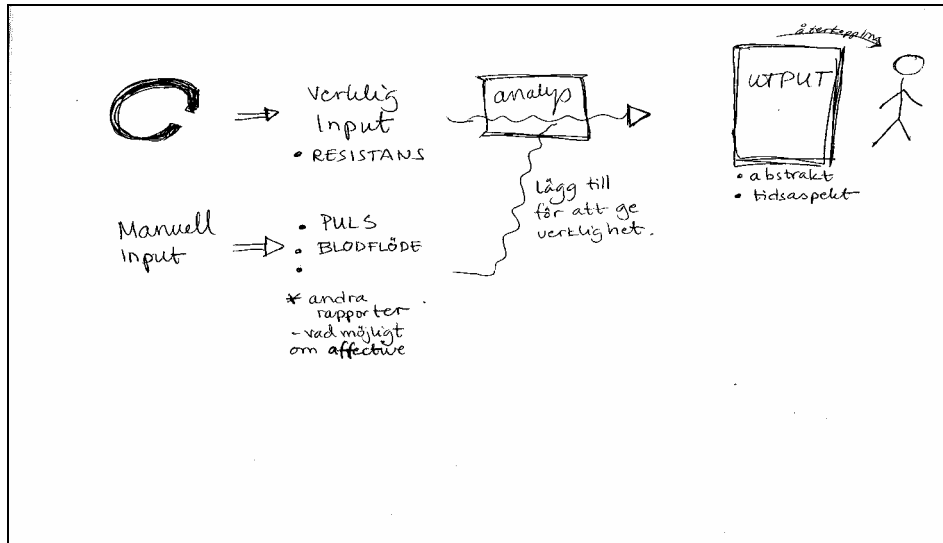 Verklig
Input
• RESISTANS
analys
återkoppling
UTPUT
• abstrakt
• tidsaspekt
lägg till
för att ge
verklighet.
Manuell
Input
• PULS
• BLODFLÖDE
•
* andra
rapporter
- vad möjligt
om affective